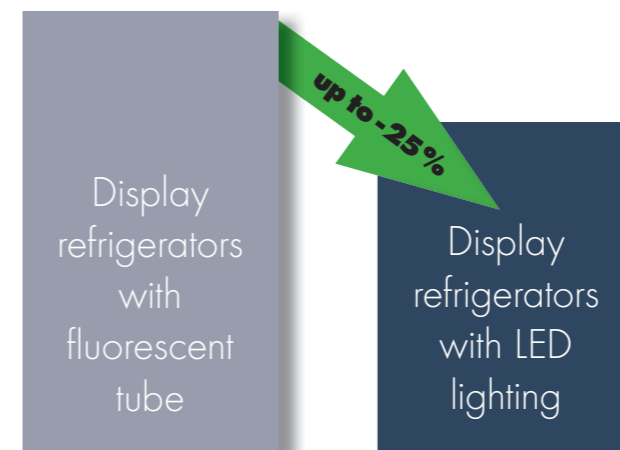 up to -25%
Display
refrigerators
with
fluorescent
tube
Display
refrigerators
with LED
lighting